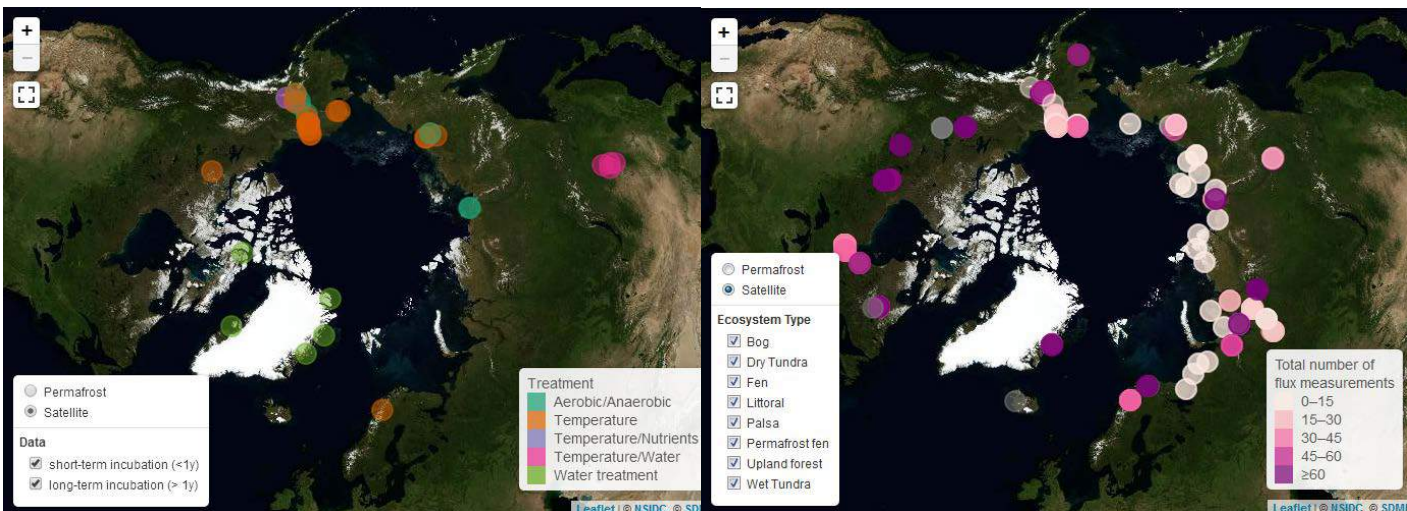 +
−
Permafrost
Satellite
Data
short-term incubation (<1y)
long-term incubation (> 1y)
Treatment
Aerobic/Anaerobic
Temperature
Temperature/Nutrients
Temperature/Water
Water treatment
Leaflet | © NSIDC, © SD
+
−
Permafrost
Satellite
Ecosystem Type
Bog
Dry Tundra
Fen
Littoral
Palsa
Permafrost fen
Upland forest
Wet Tundra
Total number of
flux measurements
0–15
15–30
30–45
45–60
≥60
Leaflet | © NSIDC, © SDM